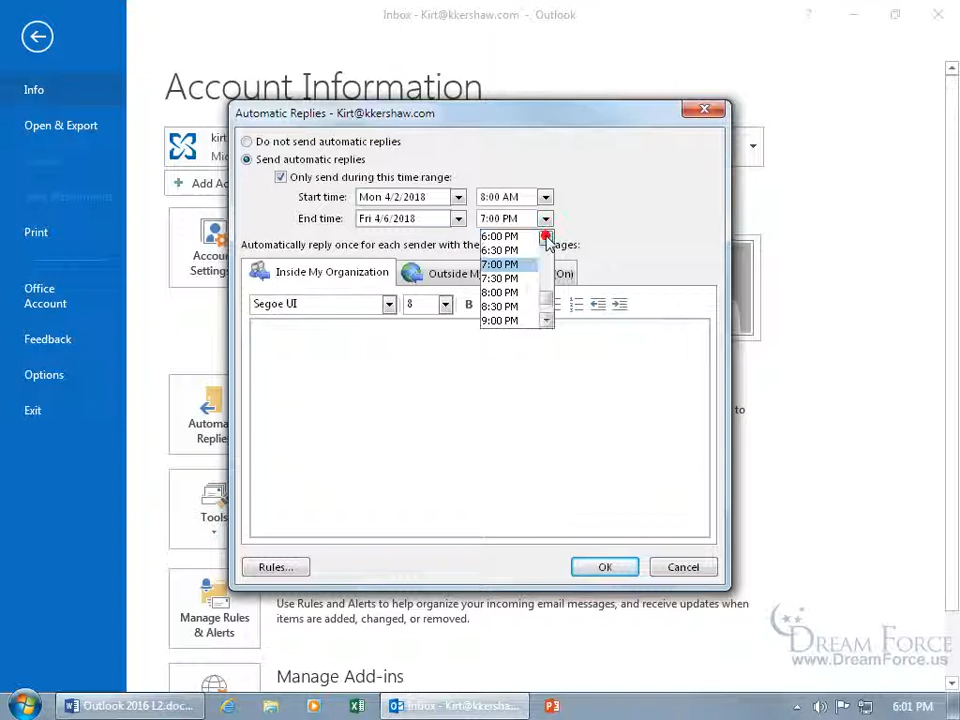 Inbox - Kirt@kkershaw.com - Outlook
?
Info
Open & Export
Print
Office
Account
Feedback
Options
Exit
Account Information
kirt
Add Ac
Accou
Settings
Automa
Replie
Tools
Manage Rules
& Alerts
to
Use Rules and Alerts to help organize your incoming email messages, and receive updates when
items are added, changed, or removed.
Manage Add-ins
Automatic Replies - Kirt@kkershaw.com
Do not send automatic replies
Send automatic replies
Only send during this time range:
Start time: Mon 4/2/2018 8:00 AM
End time: Fri 4/6/2018 7:00 PM
6:00 PM
6:30 PM
7:00 PM
7:30 PM
8:00 PM
8:30 PM
9:00 PM
Automatically reply once for each sender with the ages:
Inside My Organization Outside M On)
Segoe UI 8 B
Rules... OK Cancel
DREAM FORCE
www.DreamForce.us
Outlook 2016 L2.doc... Inbox - Kirt@kkersha... 6:01 PM